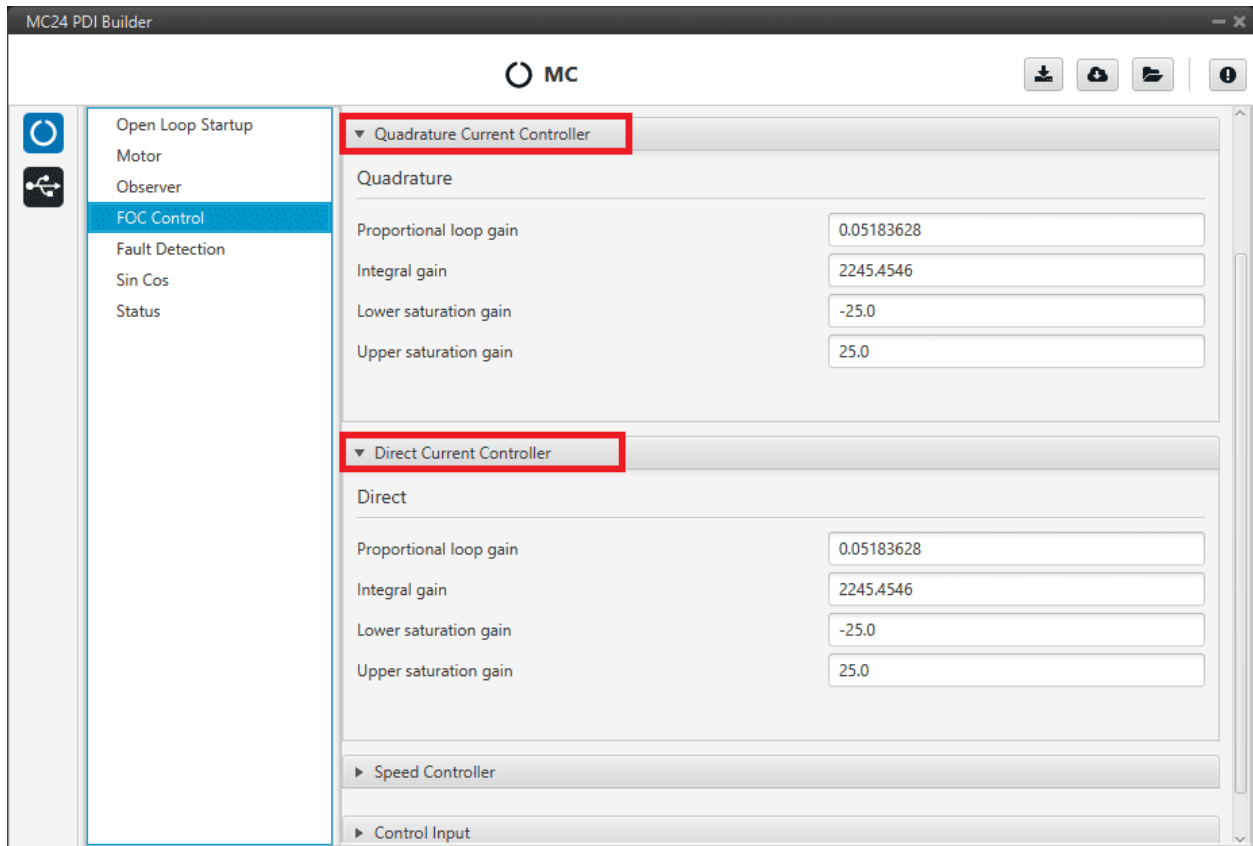 MC24 PDI Builder
MC
Open Loop Startup
Motor
Observer
FOC Control
Fault Detection
Sin Cos
Status
Quadrature Current Controller
Quadrature
Proportional loop gain 0.05183628
Integral gain 2245.4546
Lower saturation gain -25.0
Upper saturation gain 25.0
Direct Current Controller
Direct
Proportional loop gain 0.05183628
Integral gain 2245.4546
Lower saturation gain -25.0
Upper saturation gain 25.0
Speed Controller
Control Input